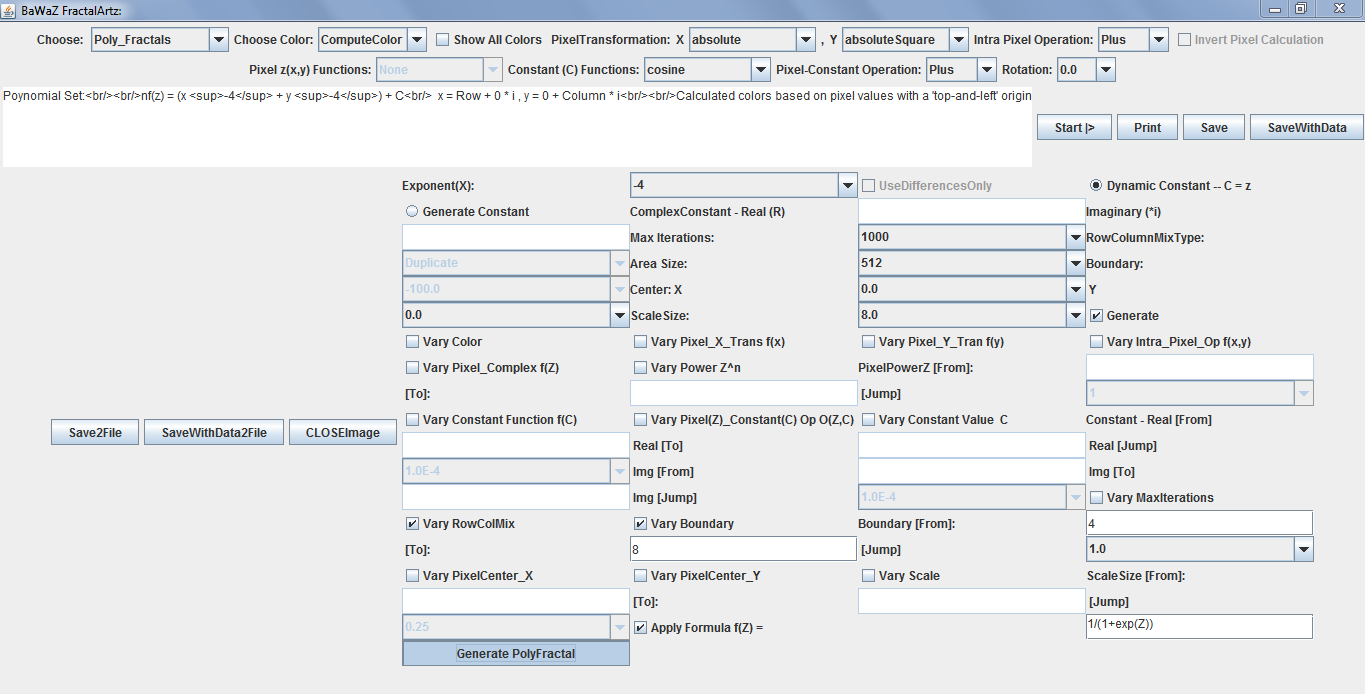 BaWaZ FractalArtz:
Choose: Poly_Fractals Choose Color: ComputeColor Show All Colors PixelTransformation: X absolute , Y absoluteSquare Intra Pixel Operation: Plus Invert Pixel Calculation
Pixel z(x,y) Functions: None Constant (C) Functions: cosine Pixel-Constant Operation: Plus Rotation: 0.0
Poynomial Set:<br/><br/>nf(z) = (x <sup>-4</sup> + y <sup>-4</sup>) + C<br/> x = Row + 0 * i , y = 0 + Column * i<br/><br/>Calculated colors based on pixel values with a 'top-and-left' origin
Start |> Print Save SaveWithData
Exponent(X): -4 UseDifferencesOnly Dynamic Constant -- C = z
Generate Constant ComplexConstant - Real (R) Imaginary (*i)
Max Iterations: 1000 RowColumnMixType:
Duplicate Area Size: 512 Boundary:
-100.0 Center: X 0.0 Y
0.0 ScaleSize: 8.0 Generate
Vary Color Vary Pixel_X_Trans f(x) Vary Pixel_Y_Tran f(y) Vary Intra_Pixel_Op f(x,y)
Vary Pixel_Complex f(Z) Vary Power Z^n PixelPowerZ [From]:
[To]: [Jump] 1
Vary Constant Function f(C) Vary Pixel(Z)_Constant(C) Op O(Z,C) Vary Constant Value C Constant - Real [From]
Save2File SaveWithData2File CLOSEImage
Real [To] Real [Jump]
1.0E-4 Img [From] Img [To]
Img [Jump] 1.0E-4 Vary MaxIterations
Vary RowColMix Vary Boundary Boundary [From]: 4
[To]: 8 [Jump] 1.0
Vary PixelCenter_X Vary PixelCenter_Y Vary Scale ScaleSize [From]:
[To]: [Jump]
0.25 Apply Formula f(Z) = 1/(1+exp(Z))
Generate PolyFractal